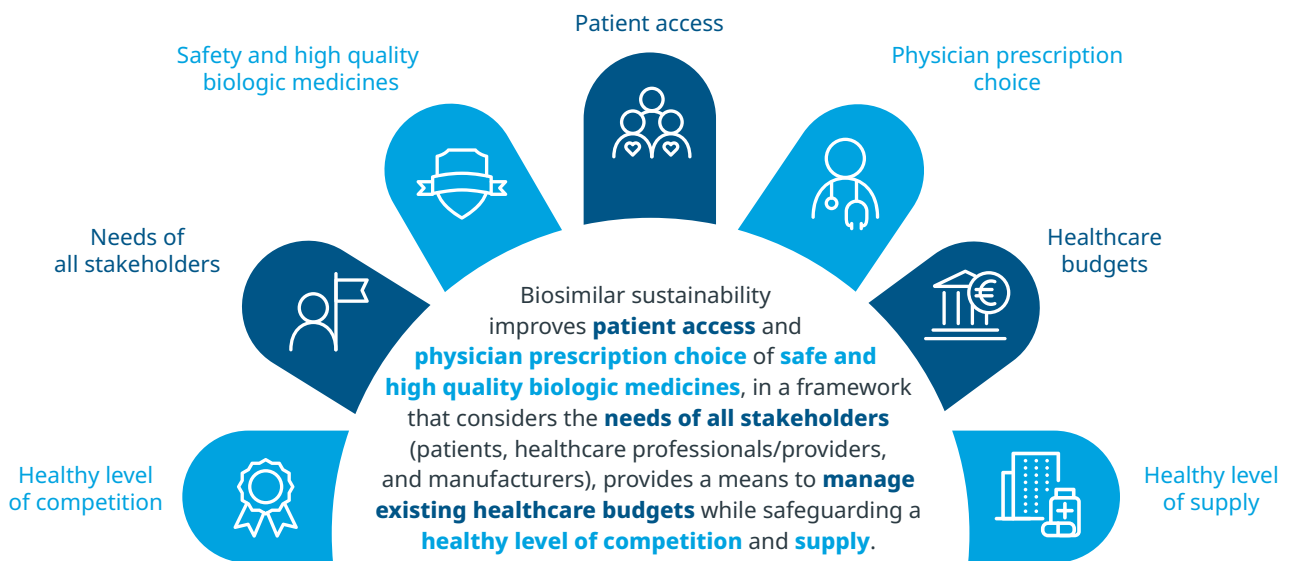 Patient access
Safety and high quality
biologic medicines
Physician prescription
choice
Needs of
all stakeholders
Healthcare
budgets
Healthy level
of competition
Healthy level
of supply
Biosimilar sustainability
improves patient access and
physician prescription choice of safe and
high quality biologic medicines, in a framework
that considers the needs of all stakeholders
(patients, healthcare professionals/providers,
and manufacturers), provides a means to manage
existing healthcare budgets while safeguarding a
healthy level of competition and supply.
€